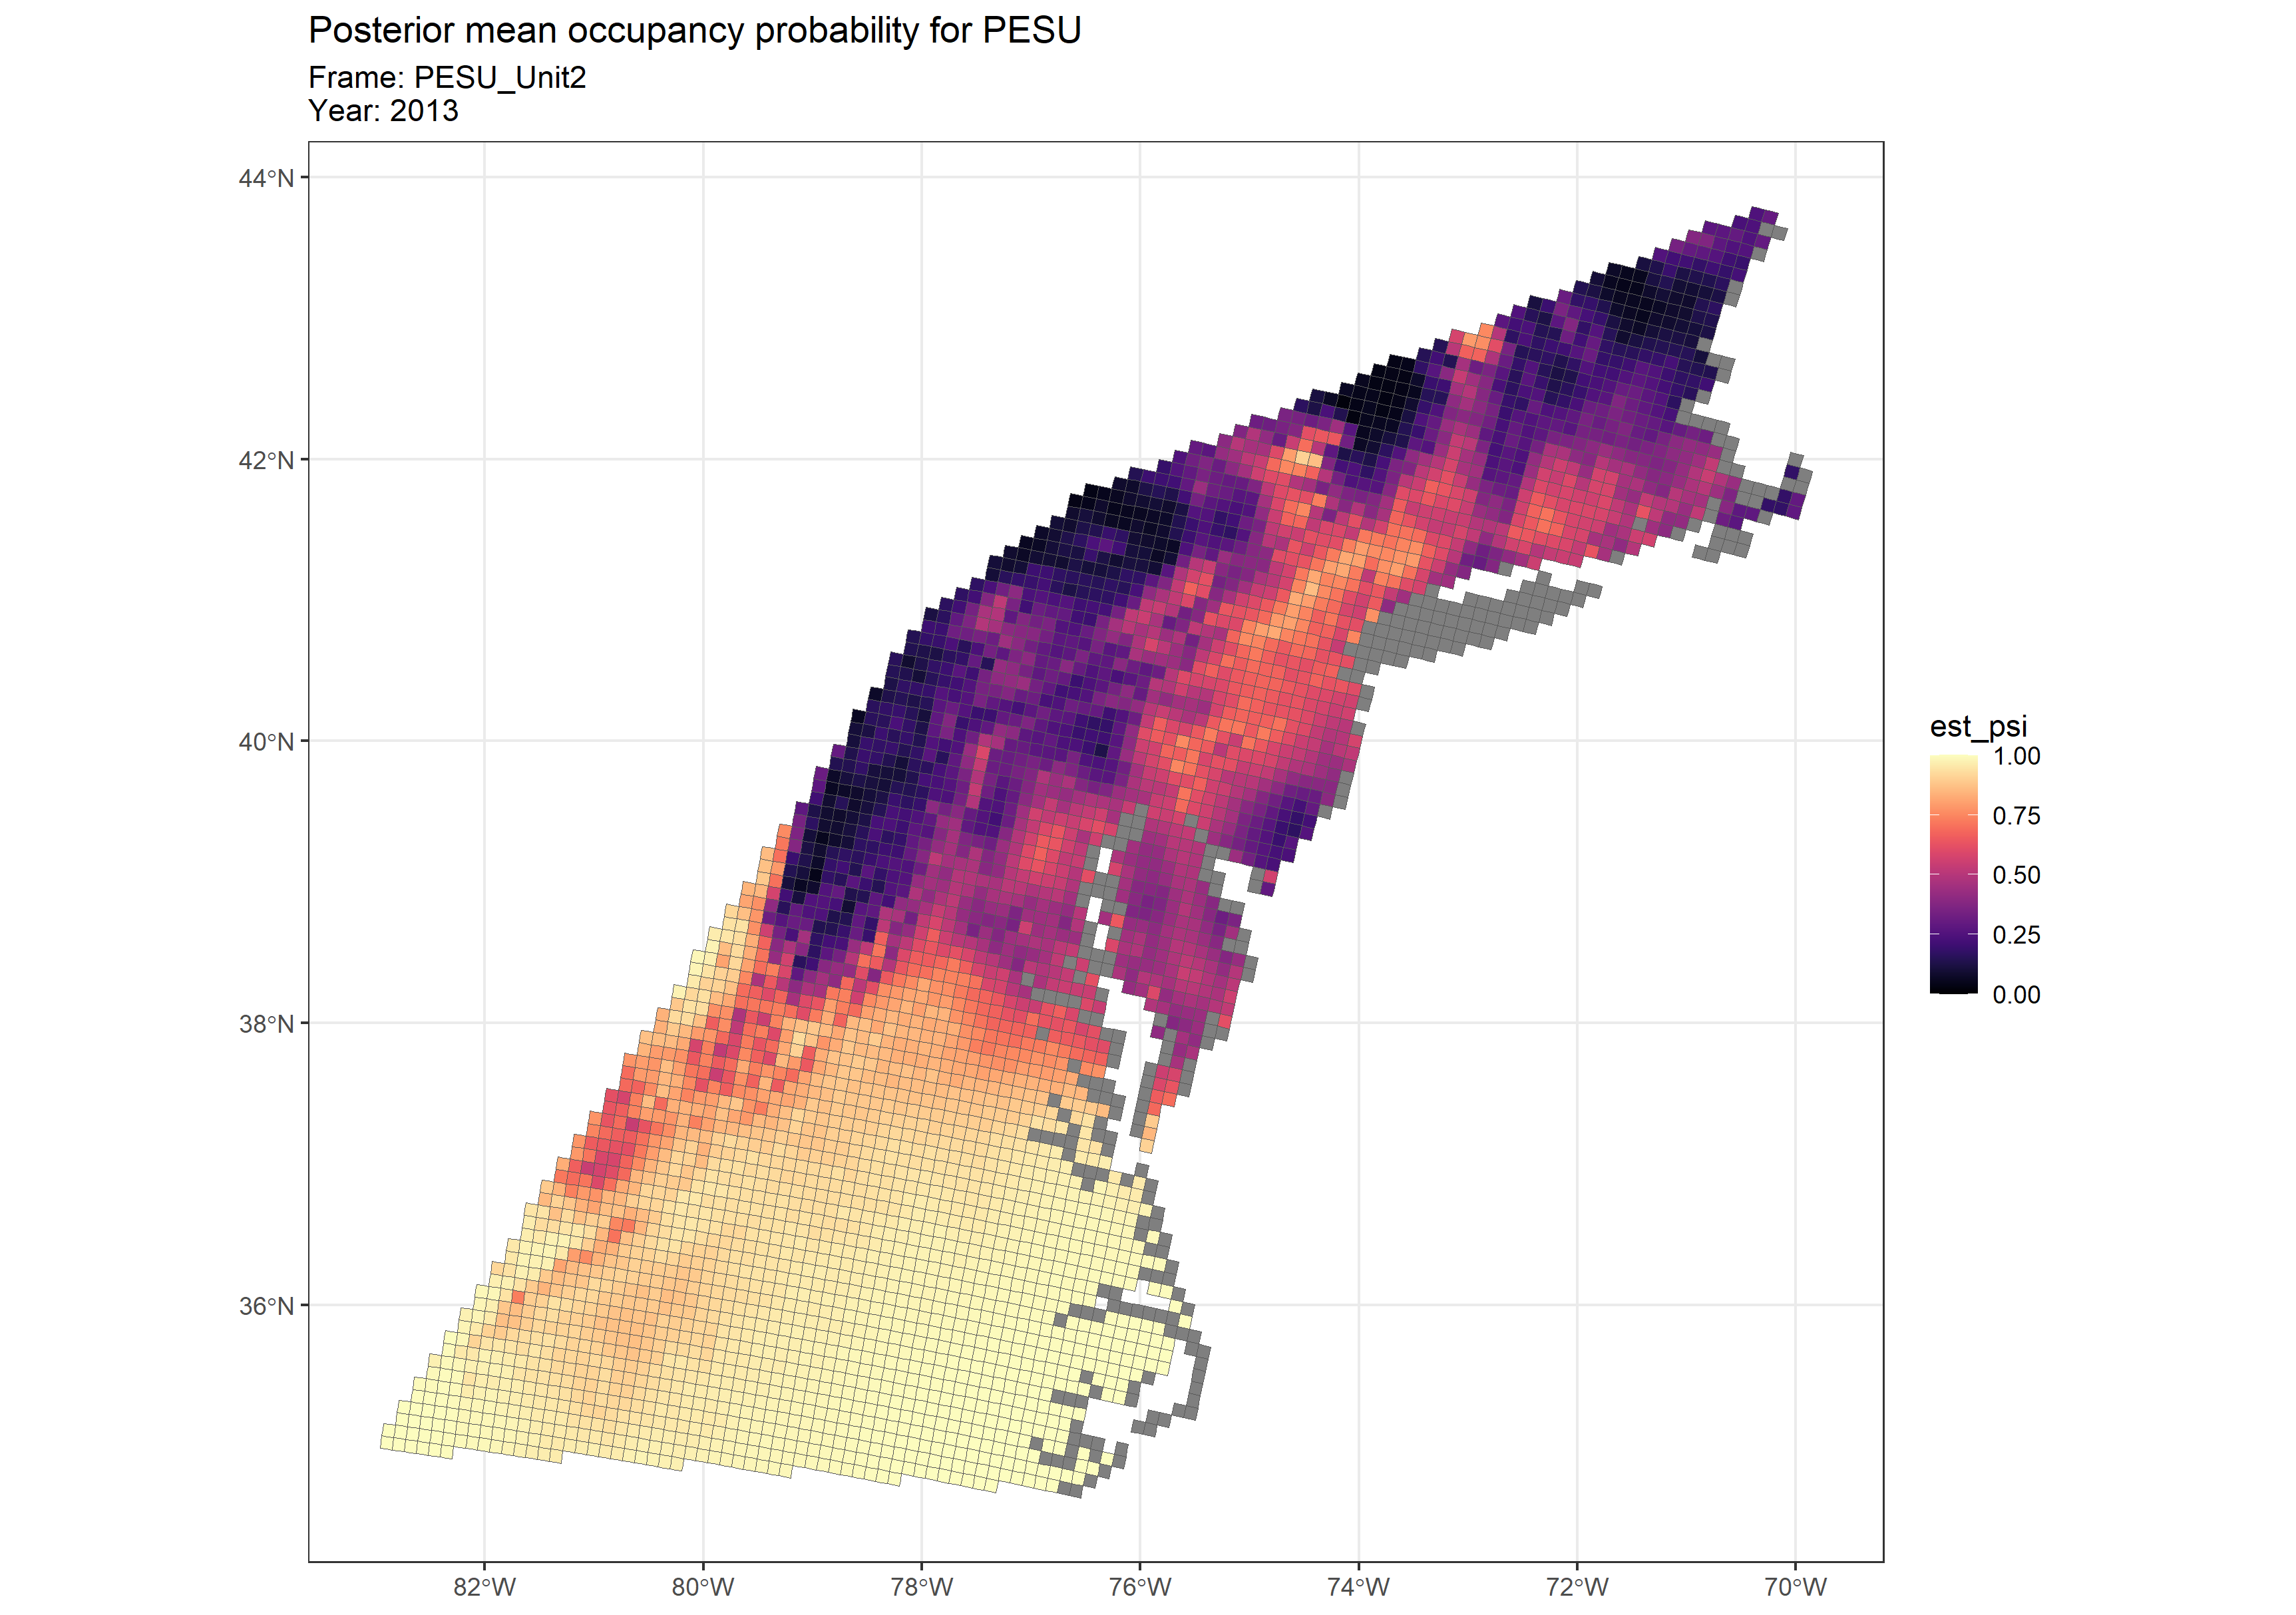 Posterior mean occupancy probability for PESU
Frame: PESU_Unit2
Year: 2013
44°N
42°N
40°N
38°N
36°N
82°W
80°W
78°W
76°W
74°W
72°W
70°W
est_psi
1.00
0.75
0.50
0.25
0.00